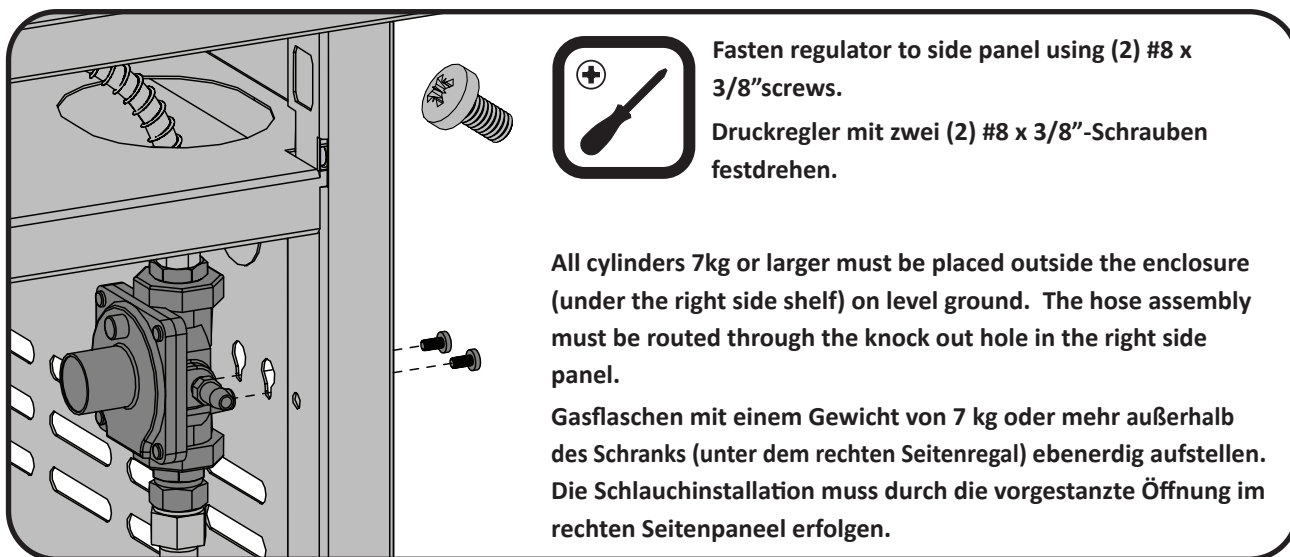 Fasten regulator to side panel using (2) #8 x
3/8”screws.
Druckregler mit zwei (2) #8 x 3/8”-Schrauben
festdrehen.
All cylinders 7kg or larger must be placed outside the enclosure
(under the right side shelf) on level ground.  The hose assembly
must be routed through the knock out hole in the right side
panel.
Gasflaschen mit einem Gewicht von 7 kg oder mehr außerhalb
des Schranks (unter dem rechten Seitenregal) ebenerdig aufstellen.
Die Schlauchinstallation muss durch die vorgestanzte Öffnung im
rechten Seitenpaneel erfolgen.